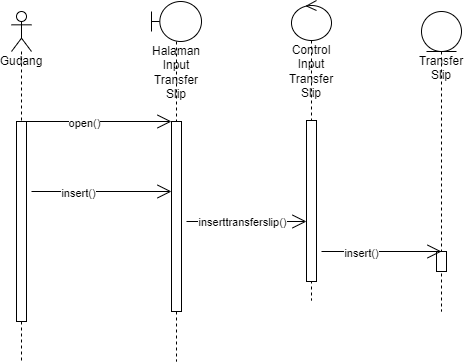 Gudang
Halaman
Input
Transfer
Slip
Control
Input
Transfer
Slip
Transfer
Slip
open()
insert()
inserttransferslip()
insert()